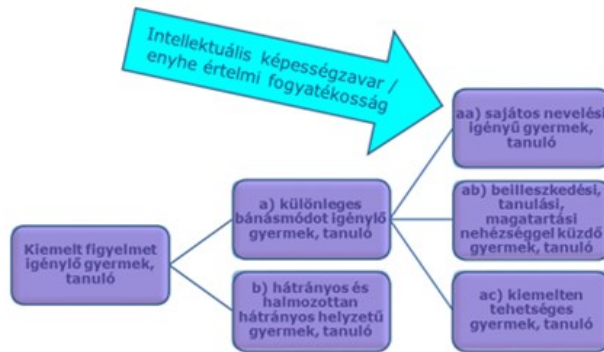 Intellektuális képességzavar /
enyhe értelmi fogyatékosság
Kiemelt figyelmet
igénylő gyermek,
tanuló
a) különleges
bánásmódot igénylő
gyermek, tanuló
b) hátrányos és
halmozottan
hátrányos helyzetű
gyermek, tanuló
aa) sajátos nevelési
igényű gyermek,
tanuló
ab) beilleszkedési,
tanulási,
magatartási
nehézséggel küzdő
gyermek, tanuló
ac) kiemelten
tehetséges
gyermek, tanuló